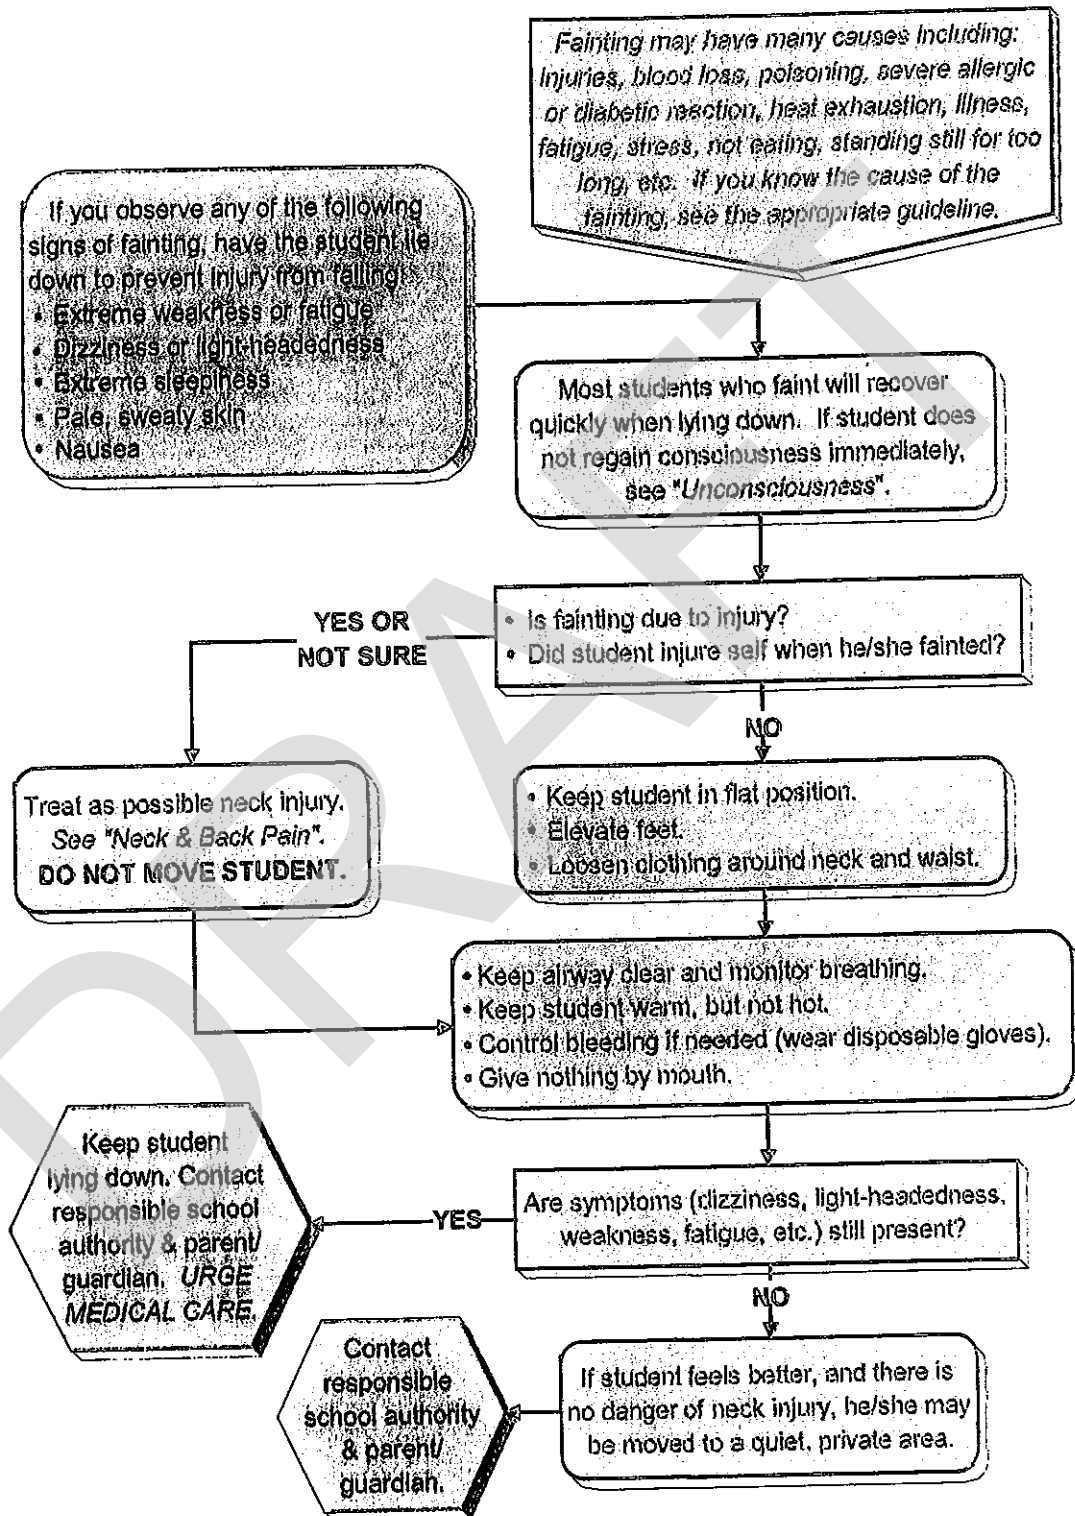 Fainting may have many causes including:
injuries, blood loss, poisoning, severe allergic
or diabetic reaction, heat exhaustion, illness,
fatigue, stress, not eating, standing still for too
long, etc. If you know the cause of the
fainting, see the appropriate guideline.
If you observe any of the following
signs of fainting, have the student lie
down to prevent injury from falling:
• Extreme weakness or fatigue
• Dizziness or light-headedness
• Extreme sleepiness
• Pale, sweaty skin
• Nausea
Most students who faint will recover
quickly when lying down. If student does
not regain consciousness immediately,
see "Unconsciousness".
• Is fainting due to injury?
• Did student injure self when he/she fainted?
YES OR
NOT SURE
NO
Treat as possible neck injury.
See "Neck & Back Pain".
DO NOT MOVE STUDENT.
• Keep student in flat position.
• Elevate feet.
• Loosen clothing around neck and waist.
• Keep airway clear and monitor breathing.
• Keep student warm, but not hot.
• Control bleeding if needed (wear disposable gloves).
• Give nothing by mouth.
Are symptoms (dizziness, light-headedness,
weakness, fatigue, etc.) still present?
YES
Keep student
lying down. Contact
responsible school
authority & parent/
guardian. URGE
MEDICAL CARE.
NO
If student feels better, and there is
no danger of neck injury, he/she may
be moved to a quiet, private area.
Contact
responsible
school authority
& parent/
guardian.
DRAFT